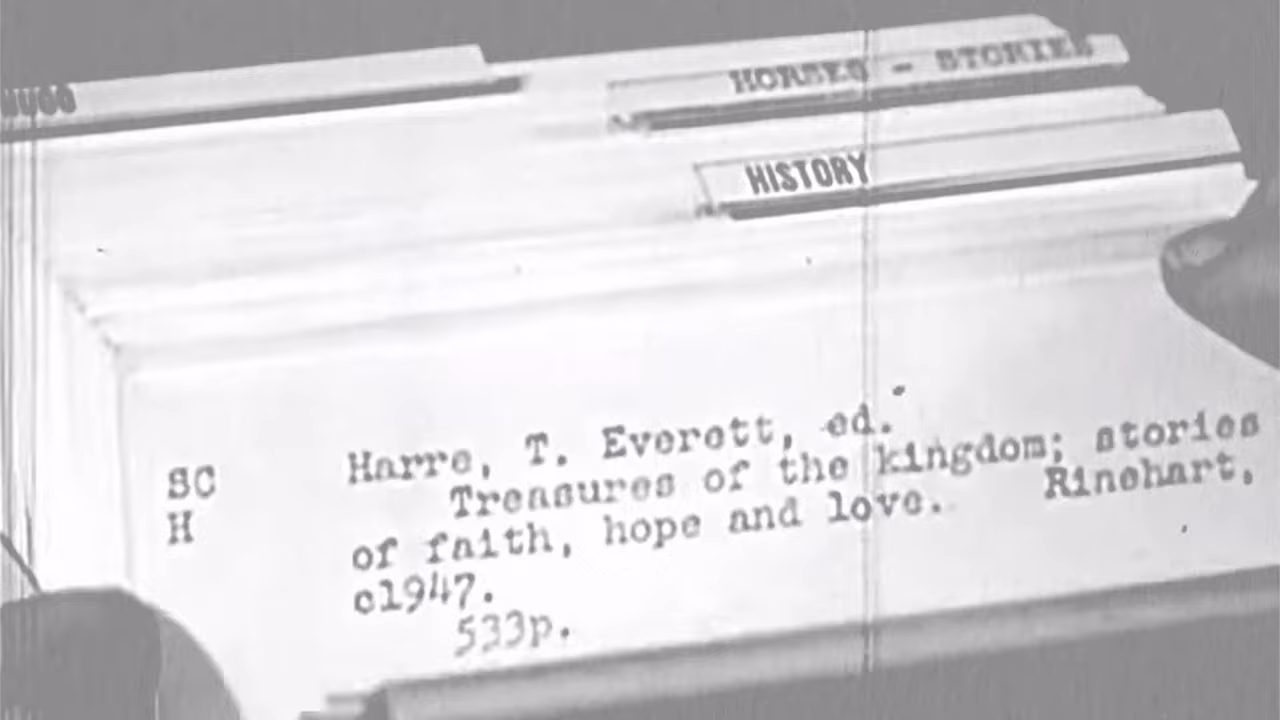 HUGO
HORSES - STORIES
HISTORY
SC
H
Harre, T. Everett, ed.
Treasures of the kingdom; stories
of faith, hope and love. Rinehart,
c1947.
533p.